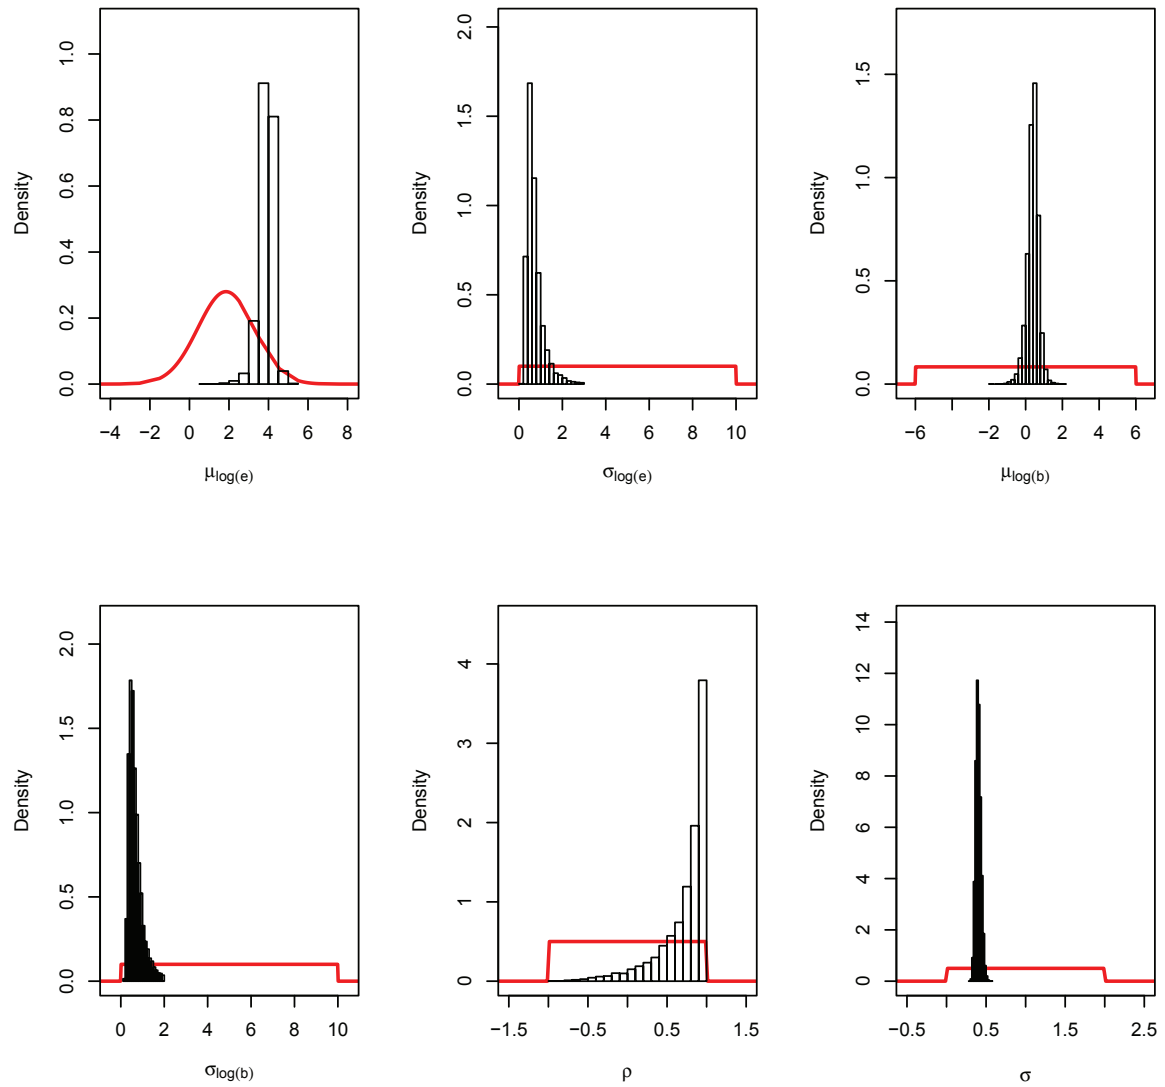 Density
0.0 0.2 0.4 0.6 0.8 1.0
−4 −2 0 2 4 6 8
μlog(e)
Density
0.0 0.5 1.0 1.5 2.0
0 2 4 6 8 10
σlog(e)
Density
0.0 0.5 1.0 1.5
−6 −2 0 2 4 6
μlog(b)
Density
0.0 0.5 1.0 1.5 2.0
0 2 4 6 8 10
σlog(b)
Density
0 1 2 3 4
−1.5 −0.5 0.5 1.5
ρ
Density
0 2 4 6 8 10 12 14
−0.5 0.5 1.5 2.5
σ